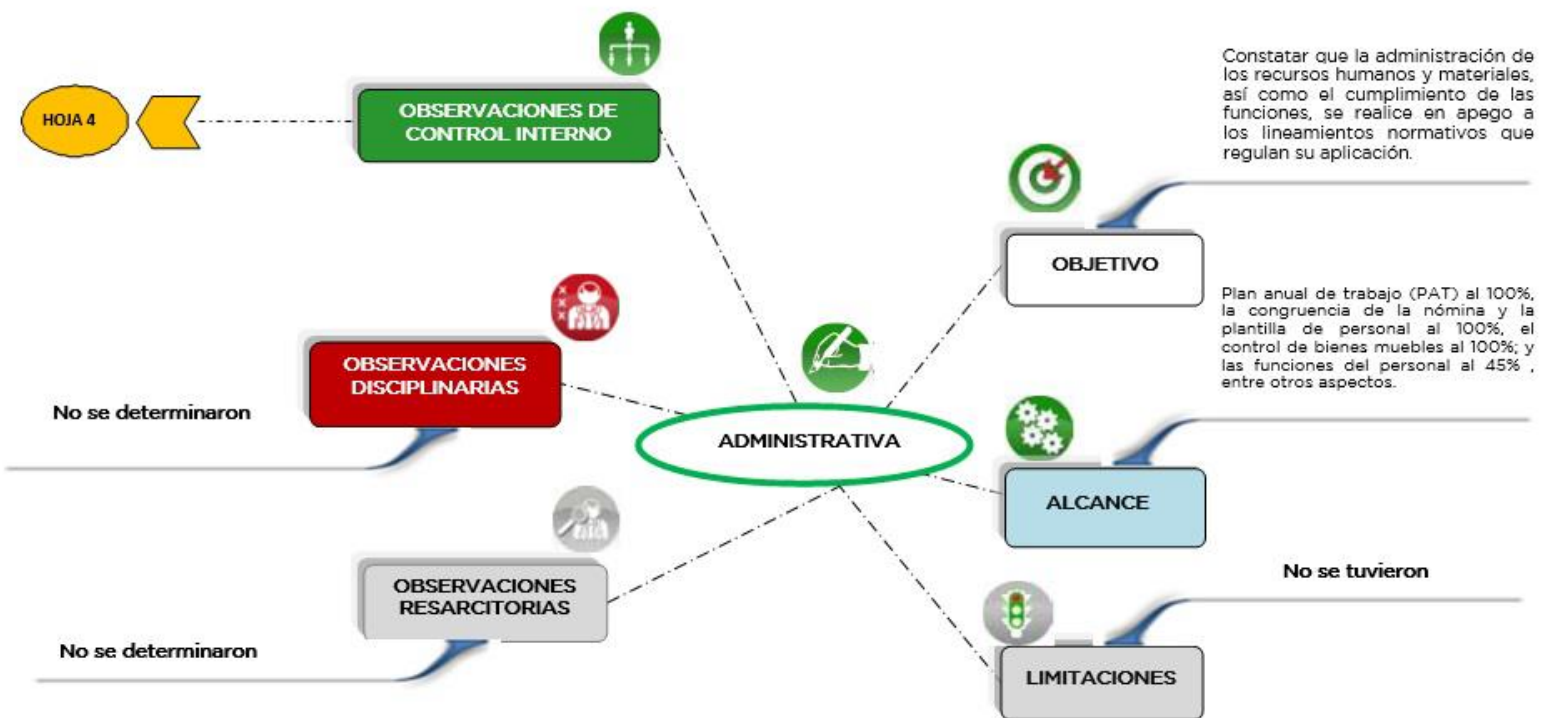 HOJA 4
OBSERVACIONES DE
CONTROL INTERNO
Constatar que la administración de
los recursos humanos y materiales,
así como el cumplimiento de las
funciones, se realice en apego a
los lineamientos normativos que
regulan su aplicación.
OBJETIVO
Plan anual de trabajo (PAT) al 100%,
la congruencia de la nómina y la
plantilla de personal al 100%, el
control de bienes muebles al 100%; y
las funciones del personal al 45% ,
entre otros aspectos.
OBSERVACIONES
DISCIPLINARIAS
No se determinaron
ADMINISTRATIVA
ALCANCE
OBSERVACIONES
RESARCITORIAS
No se determinaron
No se tuvieron
LIMITACIONES